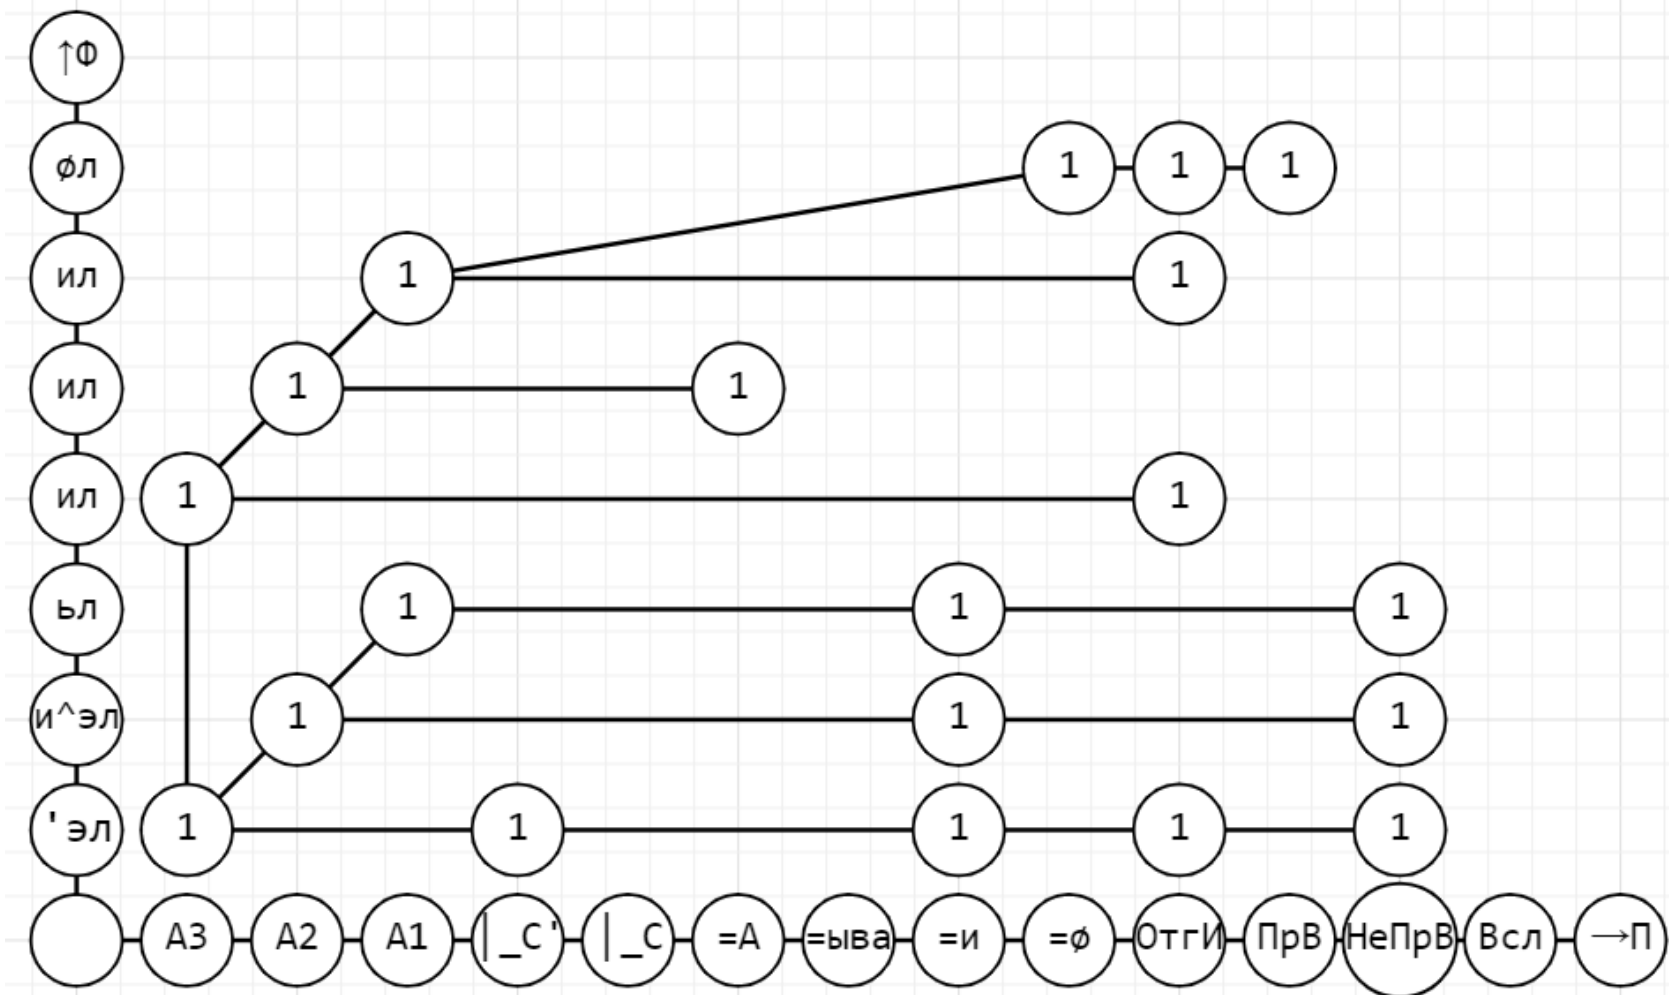 ↑Ф
øл 1 1 1
ил 1 1
ил 1 1
ил 1 1
ьл 1 1 1
и^эл 1 1 1
'эл 1 1 1 1 1
А3 А2 А1 |_С' |_С =А =ыва =и =ø ОтгИ ПрВ НеПрВ Всл →П